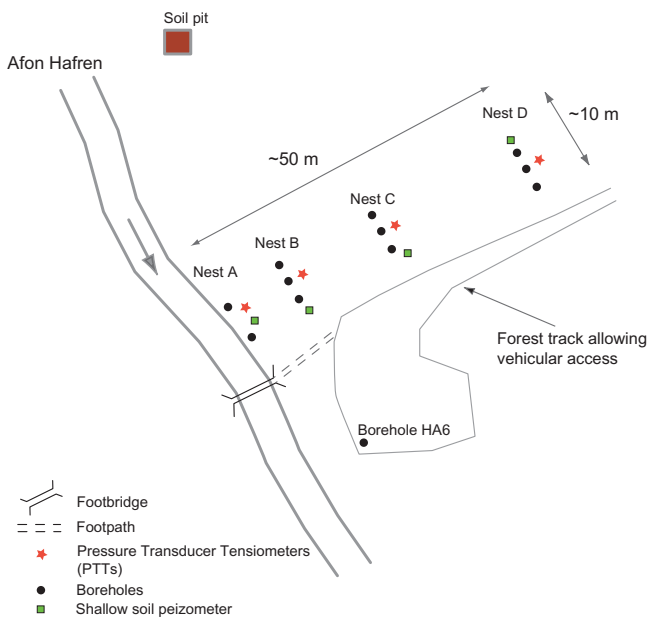 Soil pit
Afon Hafren
Nest D
~10 m
~50 m
Nest C
Nest B
Nest A
Forest track allowing
vehicular access
Borehole HA6
Footbridge
Footpath
Pressure Transducer Tensiometers
(PTTs)
Boreholes
Shallow soil peizometer